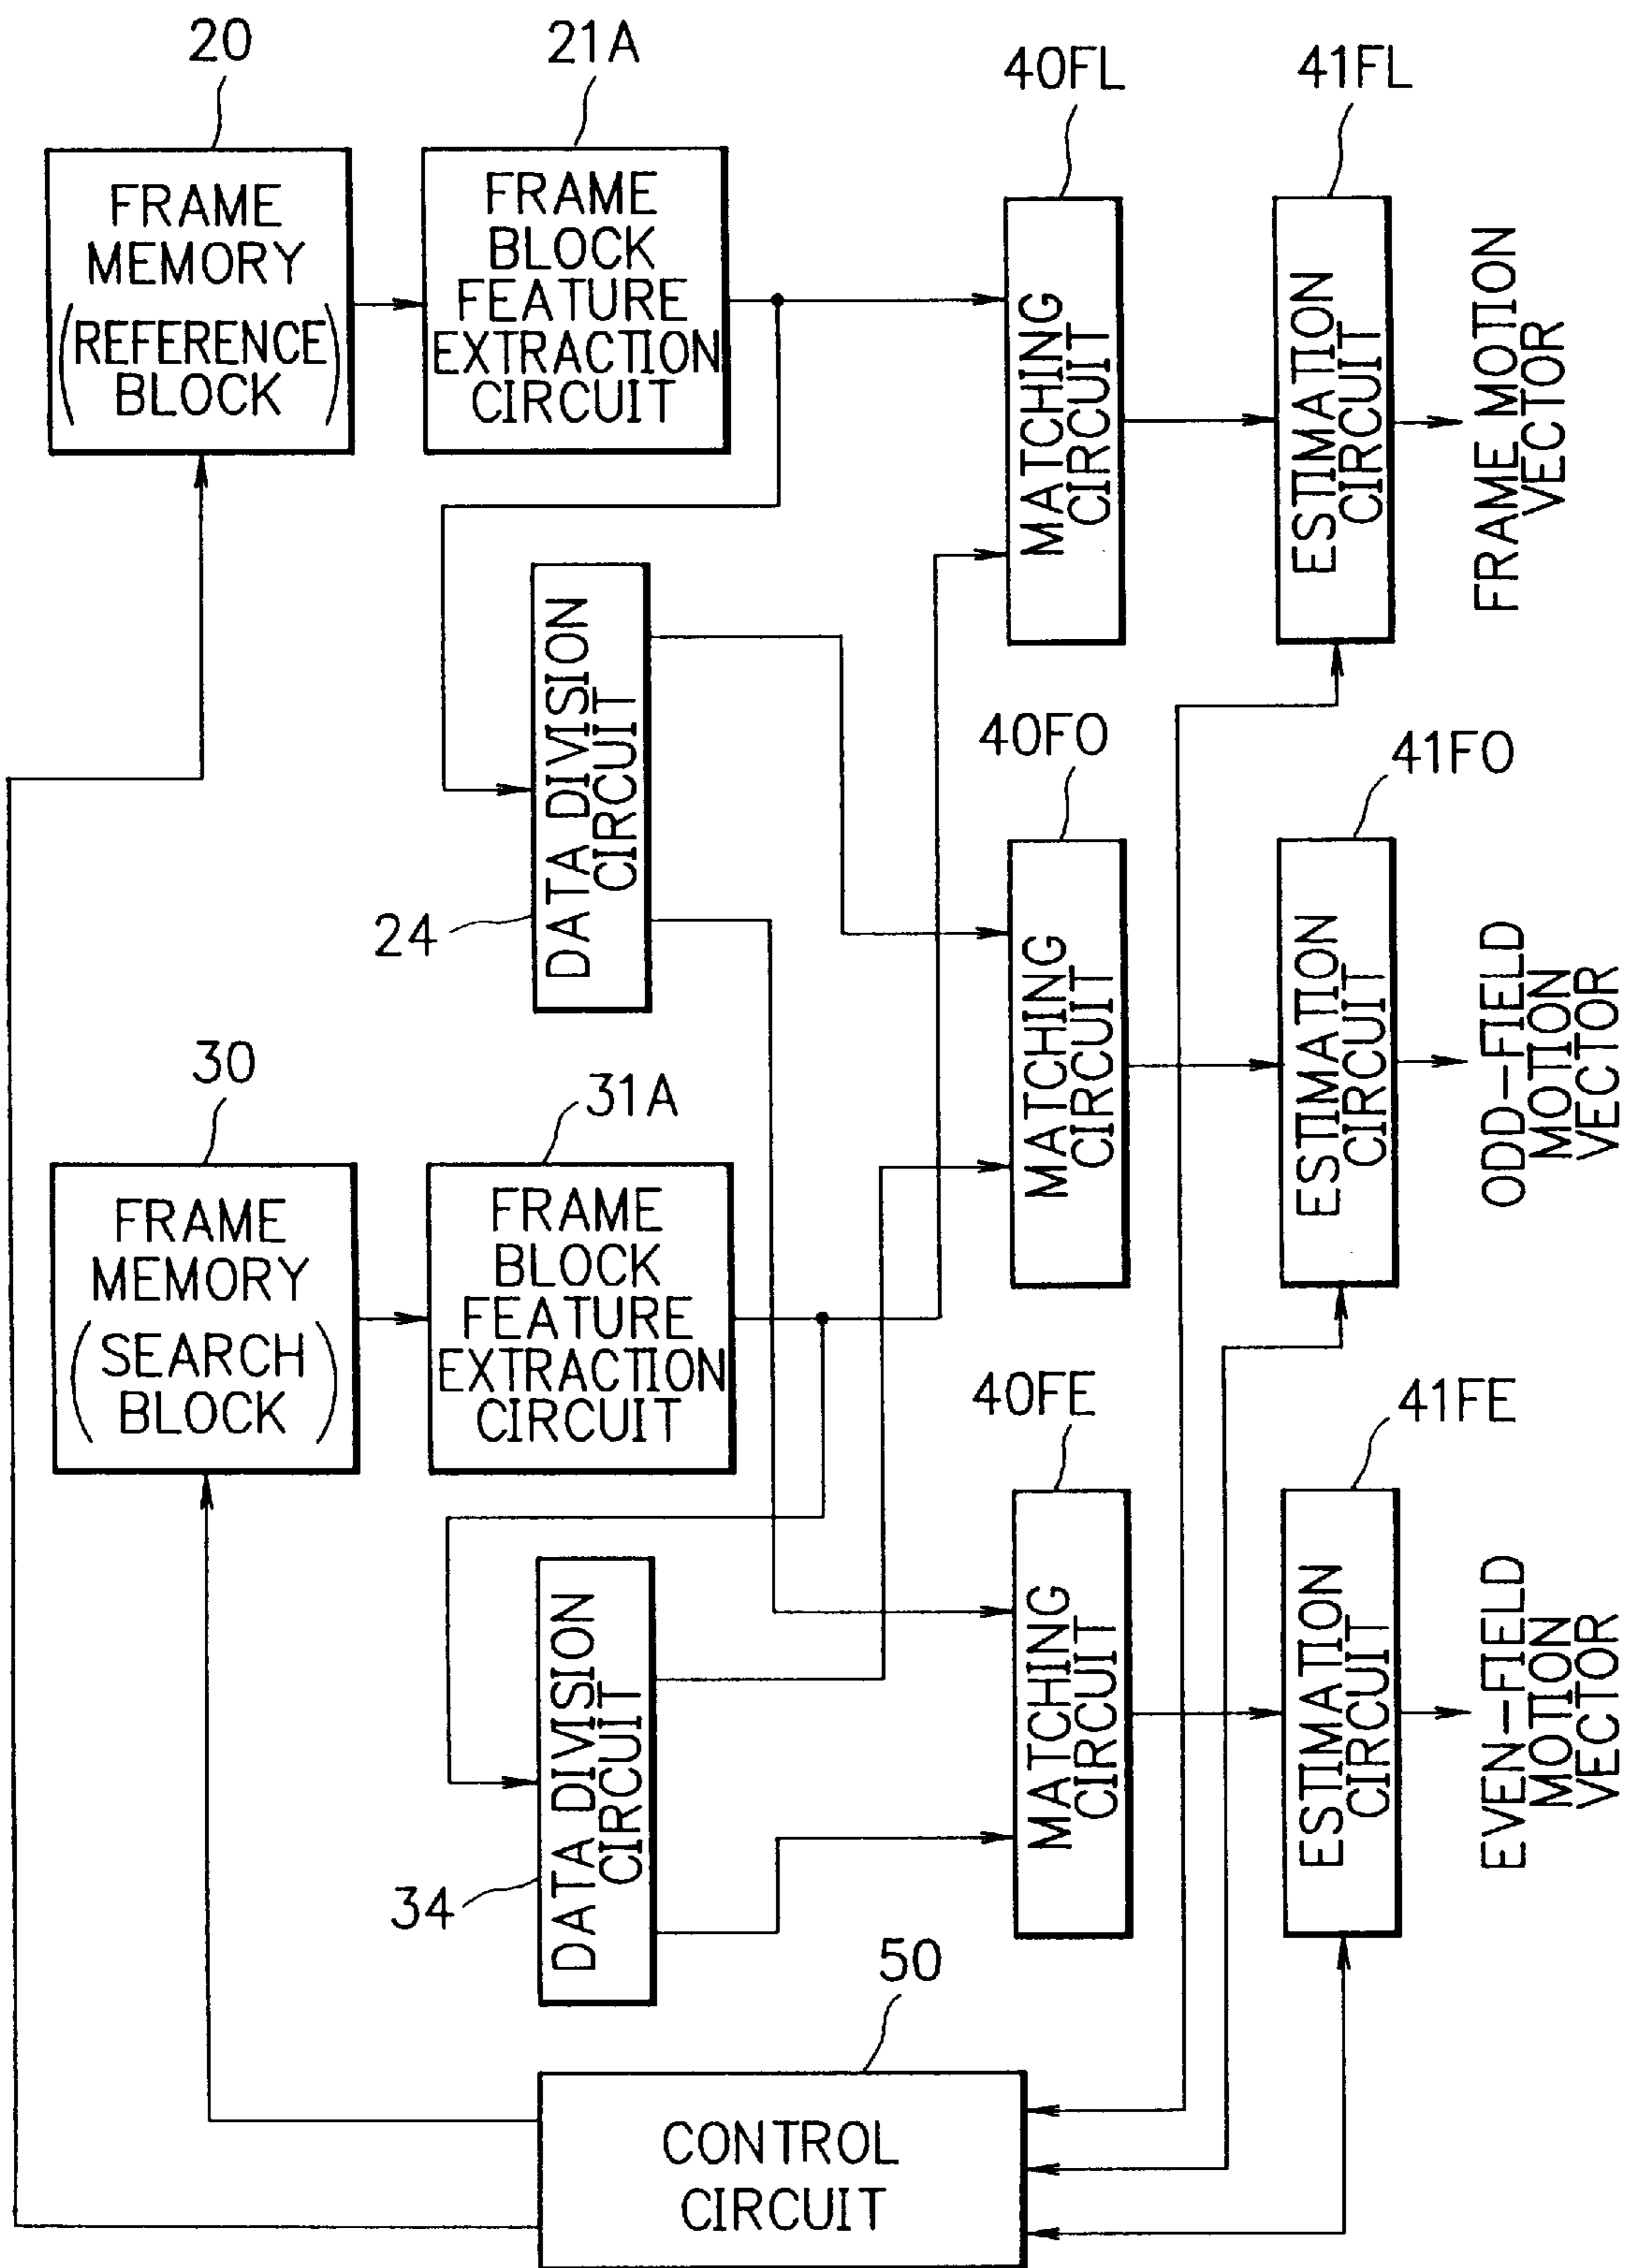 20
21A
40FL
41FL
FRAME
MEMORY
(REFERENCE
BLOCK)
FRAME
BLOCK
FEATURE
EXTRACTION
CIRCUIT
MATCHING
CIRCUIT
ESTIMATION
CIRCUIT
FRAME MOTION
VECTOR
DATA DIVISION
CIRCUIT
24
40FO
41FO
MATCHING
CIRCUIT
ESTIMATION
CIRCUIT
ODD-FIELD
MOTION
VECTOR
30
31A
FRAME
MEMORY
(SEARCH
BLOCK)
FRAME
BLOCK
FEATURE
EXTRACTION
CIRCUIT
40FE
41FE
DATA DIVISION
CIRCUIT
34
MATCHING
CIRCUIT
ESTIMATION
CIRCUIT
EVEN-FIELD
MOTION
VECTOR
50
CONTROL
CIRCUIT